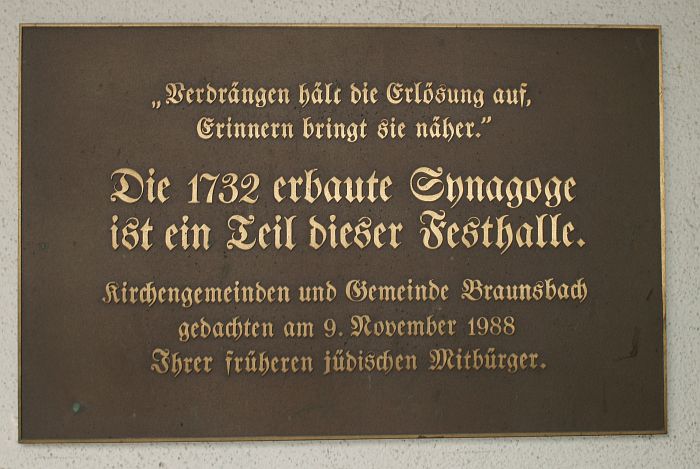 „Verdrängen hält die Erlösung auf,
Erinnern bringt sie näher.”
Die 1732 erbaute Synagoge
ist ein Teil dieser Festhalle.
Kirchengemeinden und Gemeinde Braunsbach
gedachten am 9. November 1988
Ihrer früheren jüdischen Mitbürger.